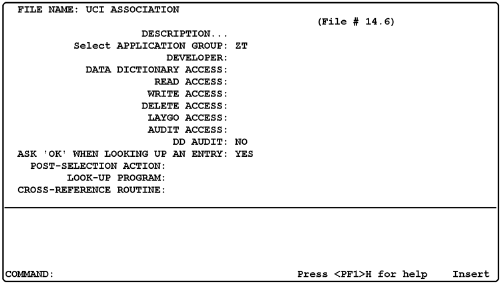 FILE NAME: UCI ASSOCIATION
(File # 14.6)
DESCRIPTION...
Select APPLICATION GROUP: ZT
DEVELOPER:
DATA DICTIONARY ACCESS:
READ ACCESS:
WRITE ACCESS:
DELETE ACCESS:
LAYGO ACCESS:
AUDIT ACCESS:
DD AUDIT: NO
ASK 'OK' WHEN LOOKING UP AN ENTRY: YES
POST-SELECTION ACTION:
LOOK-UP PROGRAM:
CROSS-REFERENCE ROUTINE:
COMMAND: Press <PF1>H for help Insert